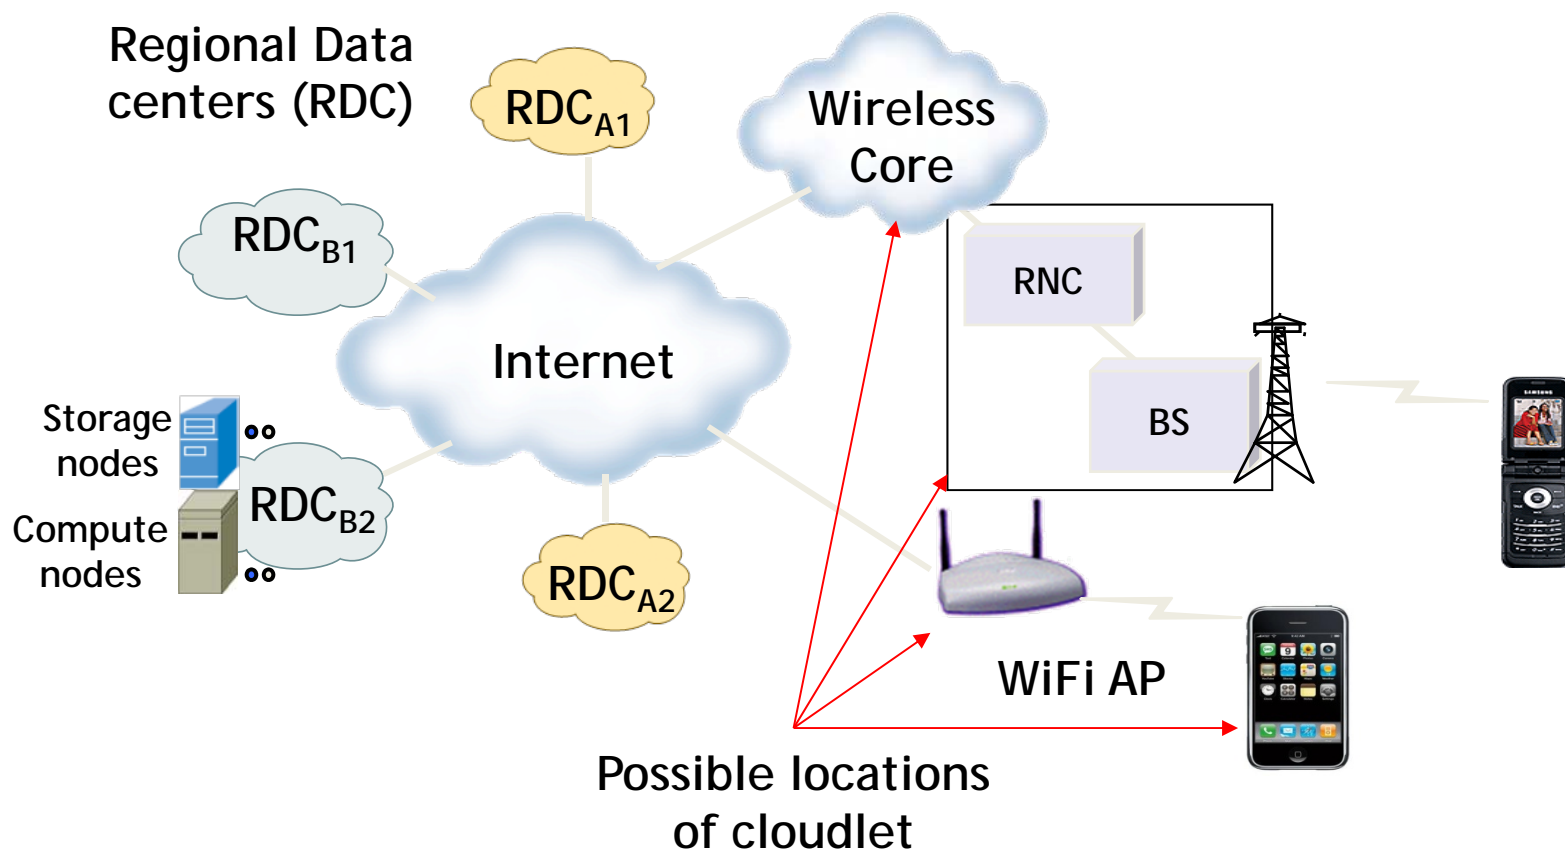 Regional Data
centers (RDC)
RDCA1
Wireless
Core
RDCB1
RNC
Internet
BS
SAMSUNG
Storage
nodes
RDCB2
Compute
nodes
RDCA2
WiFi AP
Possible locations
of cloudlet